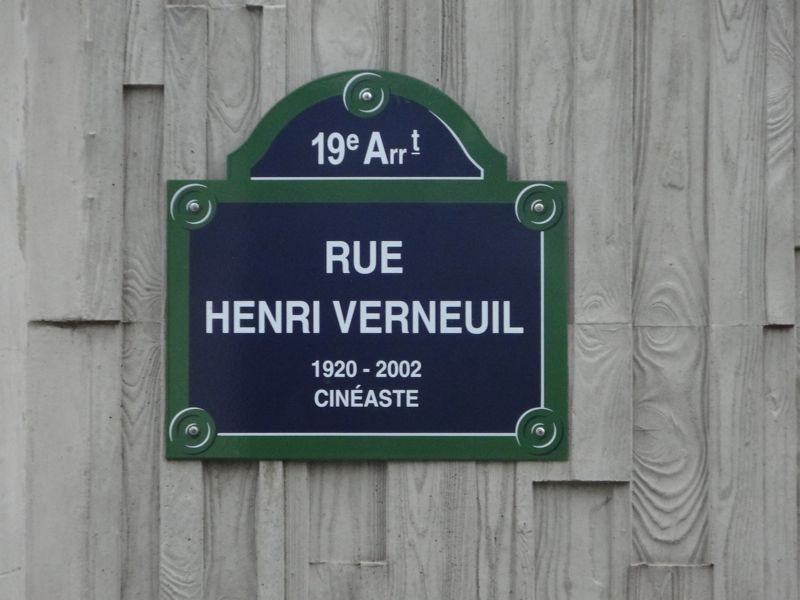 19e Arrt
RUE
HENRI VERNEUIL
1920 - 2002
CINÉASTE